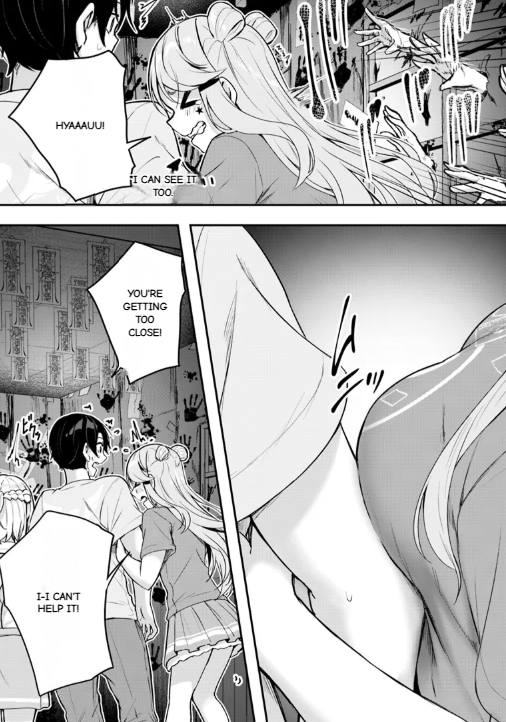 HYAAAUU!
I CAN SEE IT
TOO.
YOU'RE
GETTING
TOO
CLOSE!
I-I CAN'T
HELP IT!